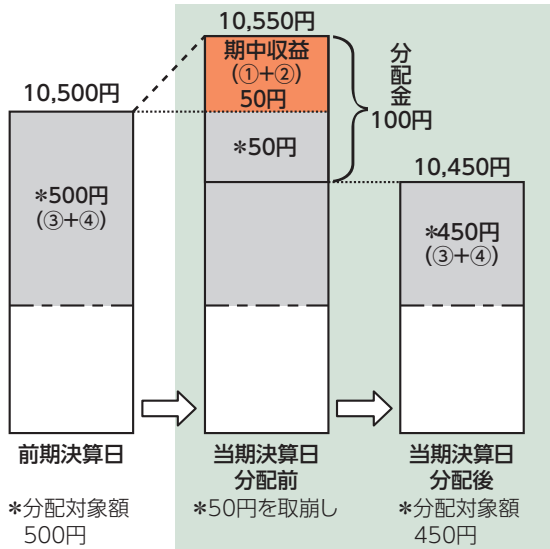 10,550円
期中収益
(①+②)
50円
分配金
100円
10,500円
*50円
10,450円
*500円
(③+④)
*450円
(③+④)
前期決算日
当期決算日
分配前
当期決算日
分配後
*分配対象額
500円
*50円を取崩し
*分配対象額
450円